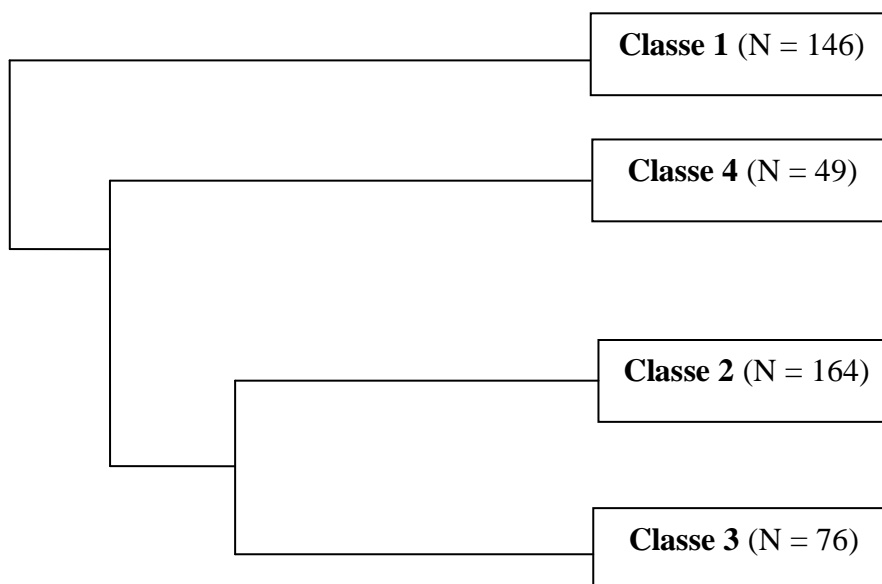 Classe 1 (N = 146)
Classe 4 (N = 49)
Classe 2 (N = 164)
Classe 3 (N = 76)